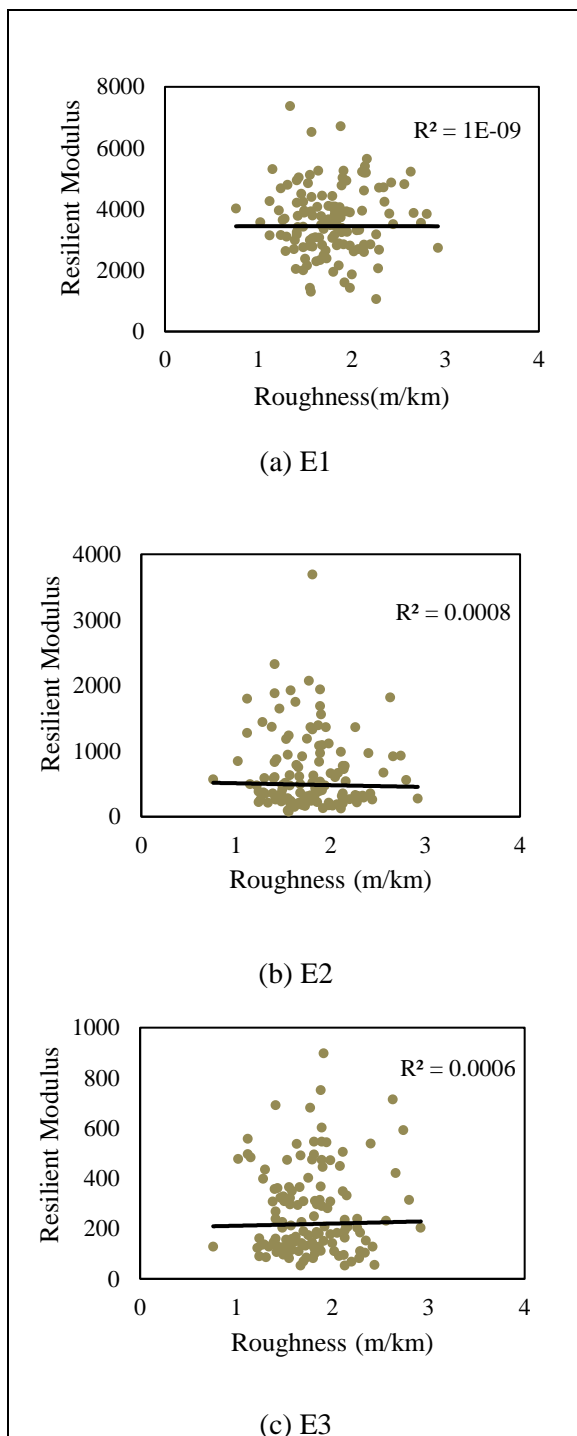 8000
6000
4000
2000
0
Resilient Modulus
R² = 1E-09
0 1 2 3 4
Roughness(m/km)
(a) E1
4000
3000
2000
1000
0
Resilient Modulus
R² = 0.0008
0 1 2 3 4
Roughness (m/km)
(b) E2
1000
800
600
400
200
0
Resilient Modulus
R² = 0.0006
0 1 2 3 4
Roughness (m/km)
(c) E3